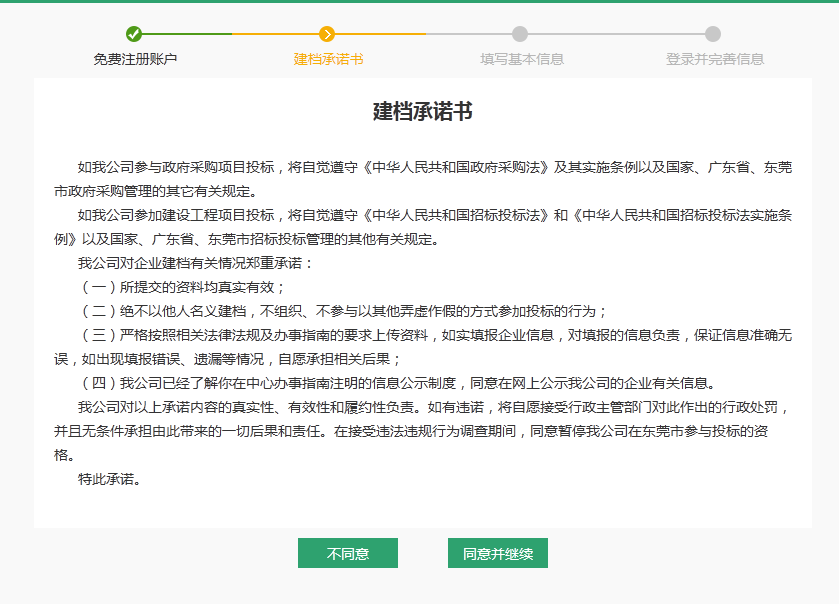 免费注册账户
建档承诺书
填写基本信息
登录并完善信息
建档承诺书
如我公司参与政府采购项目投标，将自觉遵守《中华人民共和国政府采购法》及其实施条例以及国家、广东省、东莞
市政府采购管理的其它有关规定。
如我公司参加建设工程项目投标，将自觉遵守《中华人民共和国招标投标法》和《中华人民共和国招标投标法实施条
例》以及国家、广东省、东莞市招标投标管理的其他有关规定。
我公司对企业建档有关情况郑重承诺：
（一）所提交的资料均真实有效；
（二）绝不以他人名义建档，不组织、不参与以其他弄虚作假的方式参加投标的行为；
（三）严格按照相关法律法规及办事指南的要求上传资料，如实填报企业信息，对填报的信息负责，保证信息准确无
误，如出现填报错误、遗漏等情况，自愿承担相关后果；
（四）我公司已经了解你在中心办事指南注明的信息公示制度，同意在网上公示我公司的企业有关信息。
我公司对以上承诺内容的真实性、有效性和履约性负责。如有违诺，将自愿接受行政主管部门对此作出的行政处罚，
并且无条件承担由此带来的一切后果和责任。在接受违法违规行为调查期间，同意暂停我公司在东莞市参与投标的资
格。
特此承诺。
不同意
同意并继续